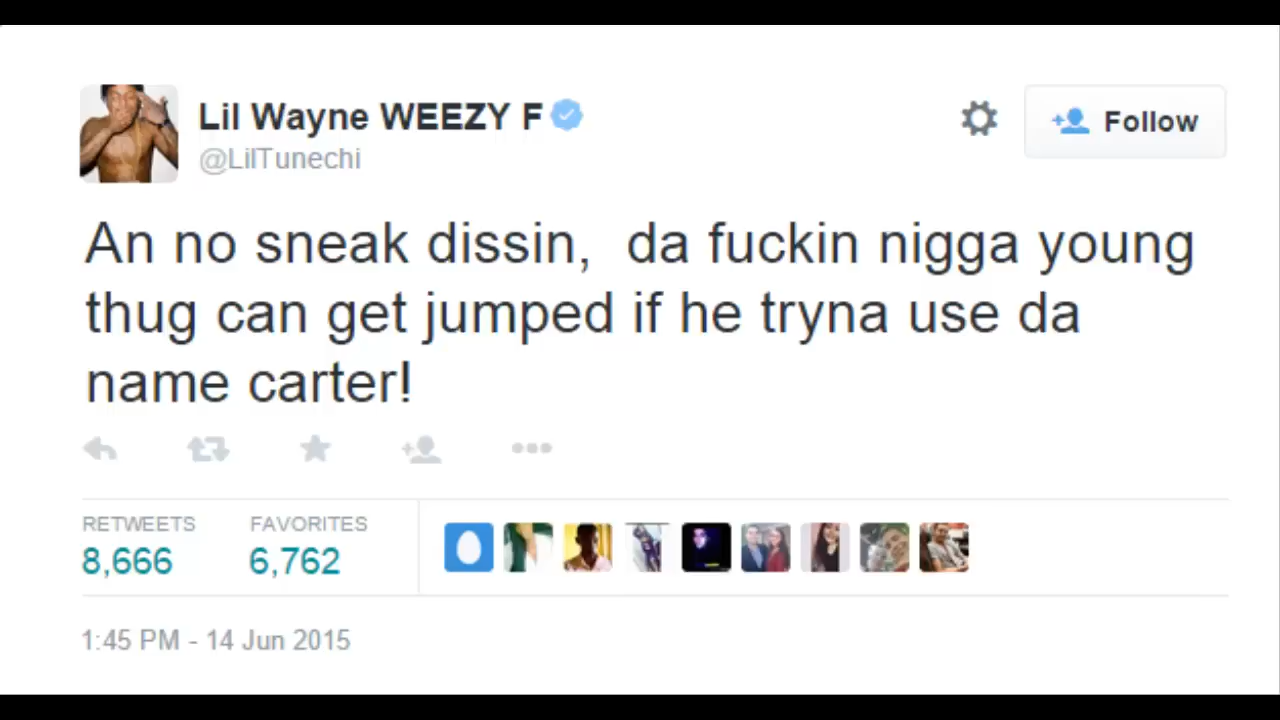 Lil Wayne WEEZY F
@LilTunechi
Follow
An no sneak dissin,  da fuckin nigga young
thug can get jumped if he tryna use da
name carter!
RETWEETS FAVORITES
8,666 6,762
1:45 PM - 14 Jun 2015